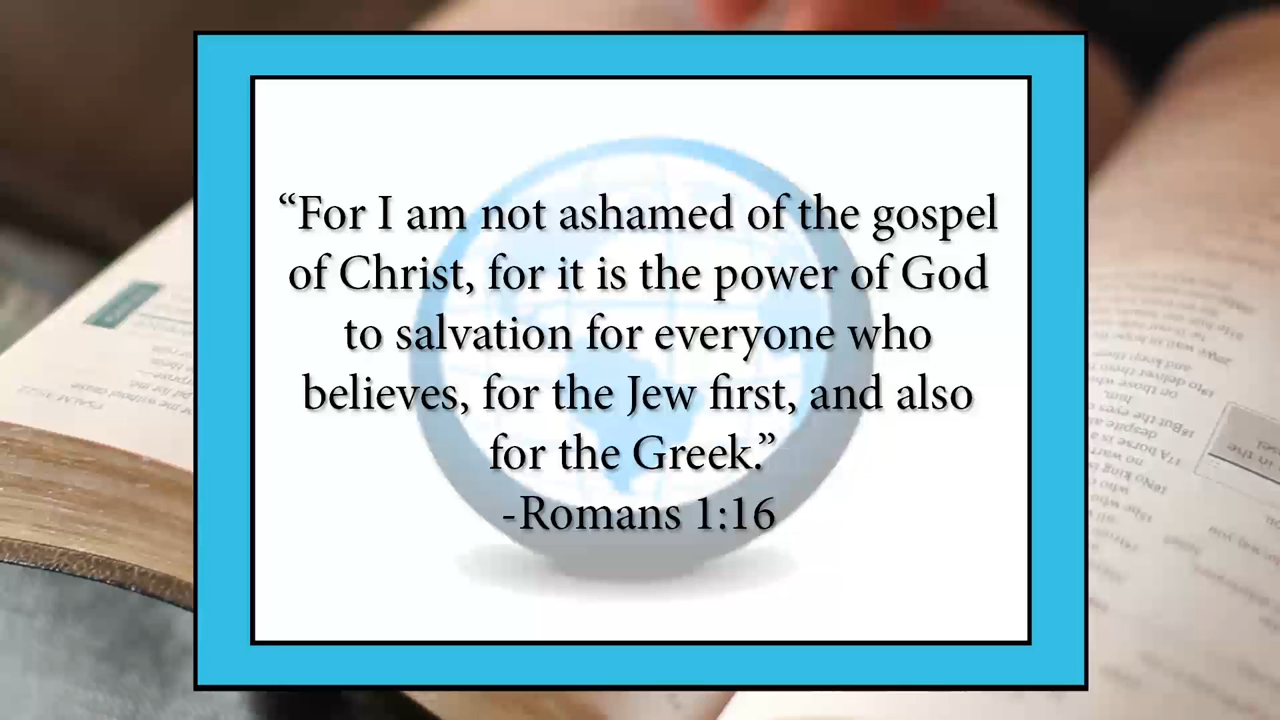 “For I am not ashamed of the gospel
of Christ, for it is the power of God
to salvation for everyone who
believes, for the Jew first, and also
for the Greek.”
-Romans 1:16